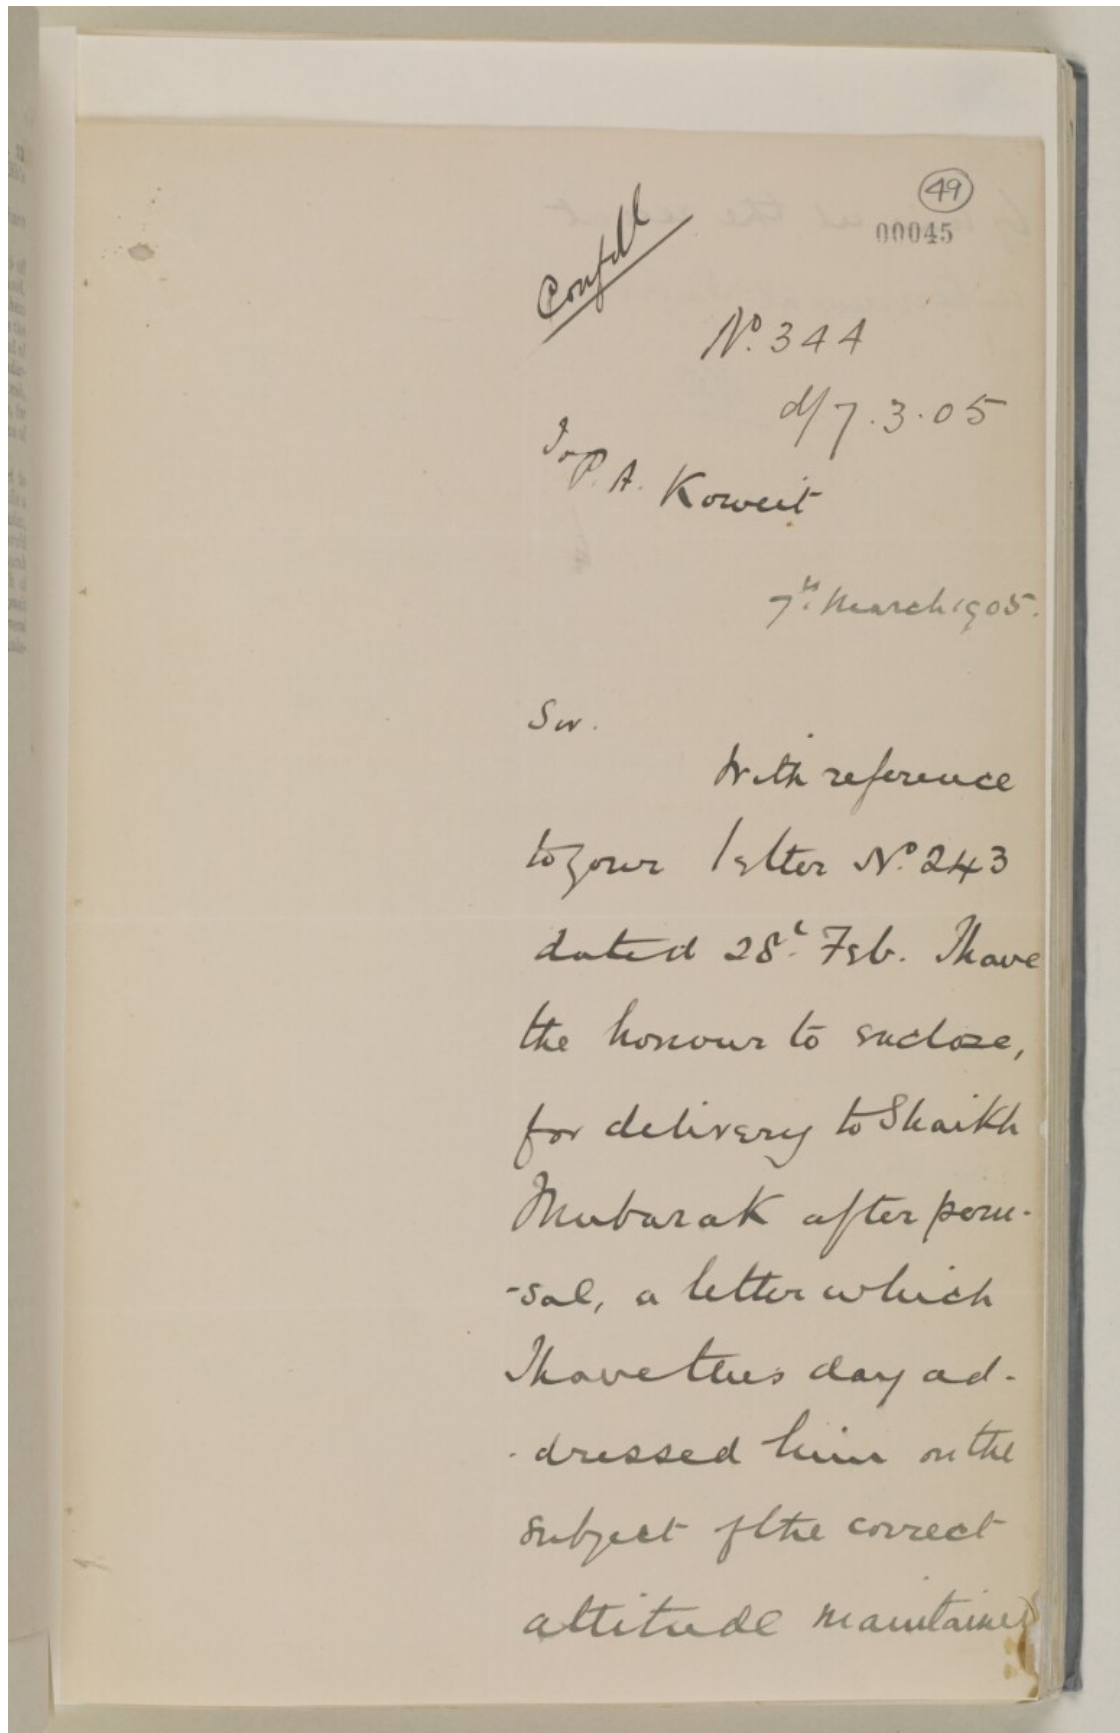 49
00045
Confdl
No. 344
d/7.3.05
To P. A. Koweit
7th March 1905.
Sir.
With reference
to your letter No. 243
dated 28th Feb. I have
the honour to enclose,
for delivery to Shaikh
Mubarak after peru-
-sal, a letter which
I have this day ad-
-dressed him on the
subject of the correct
attitude maintained